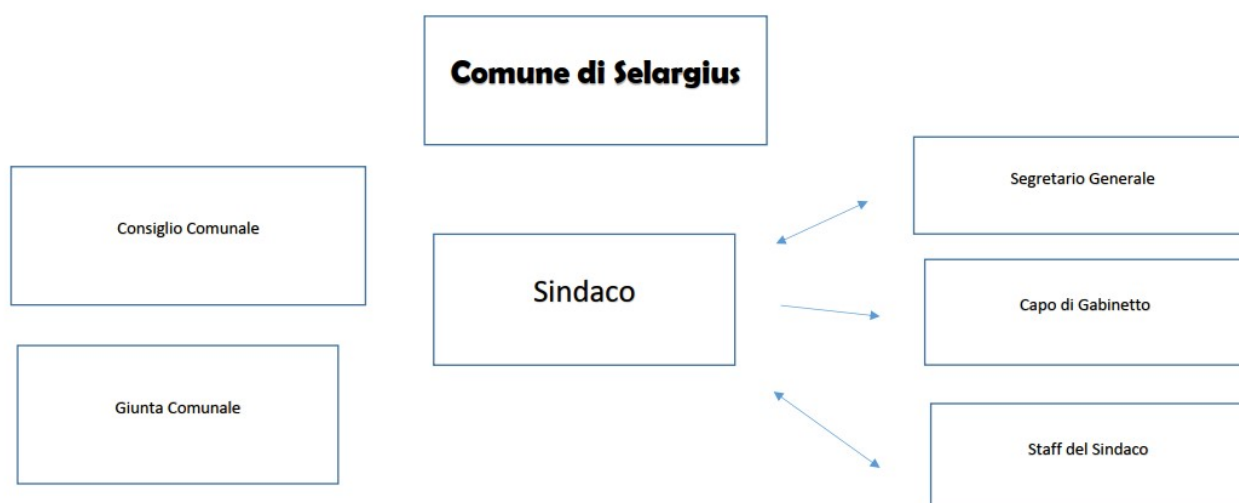 Comune di Selargius
Consiglio Comunale
Giunta Comunale
Sindaco
Segretario Generale
Capo di Gabinetto
Staff del Sindaco